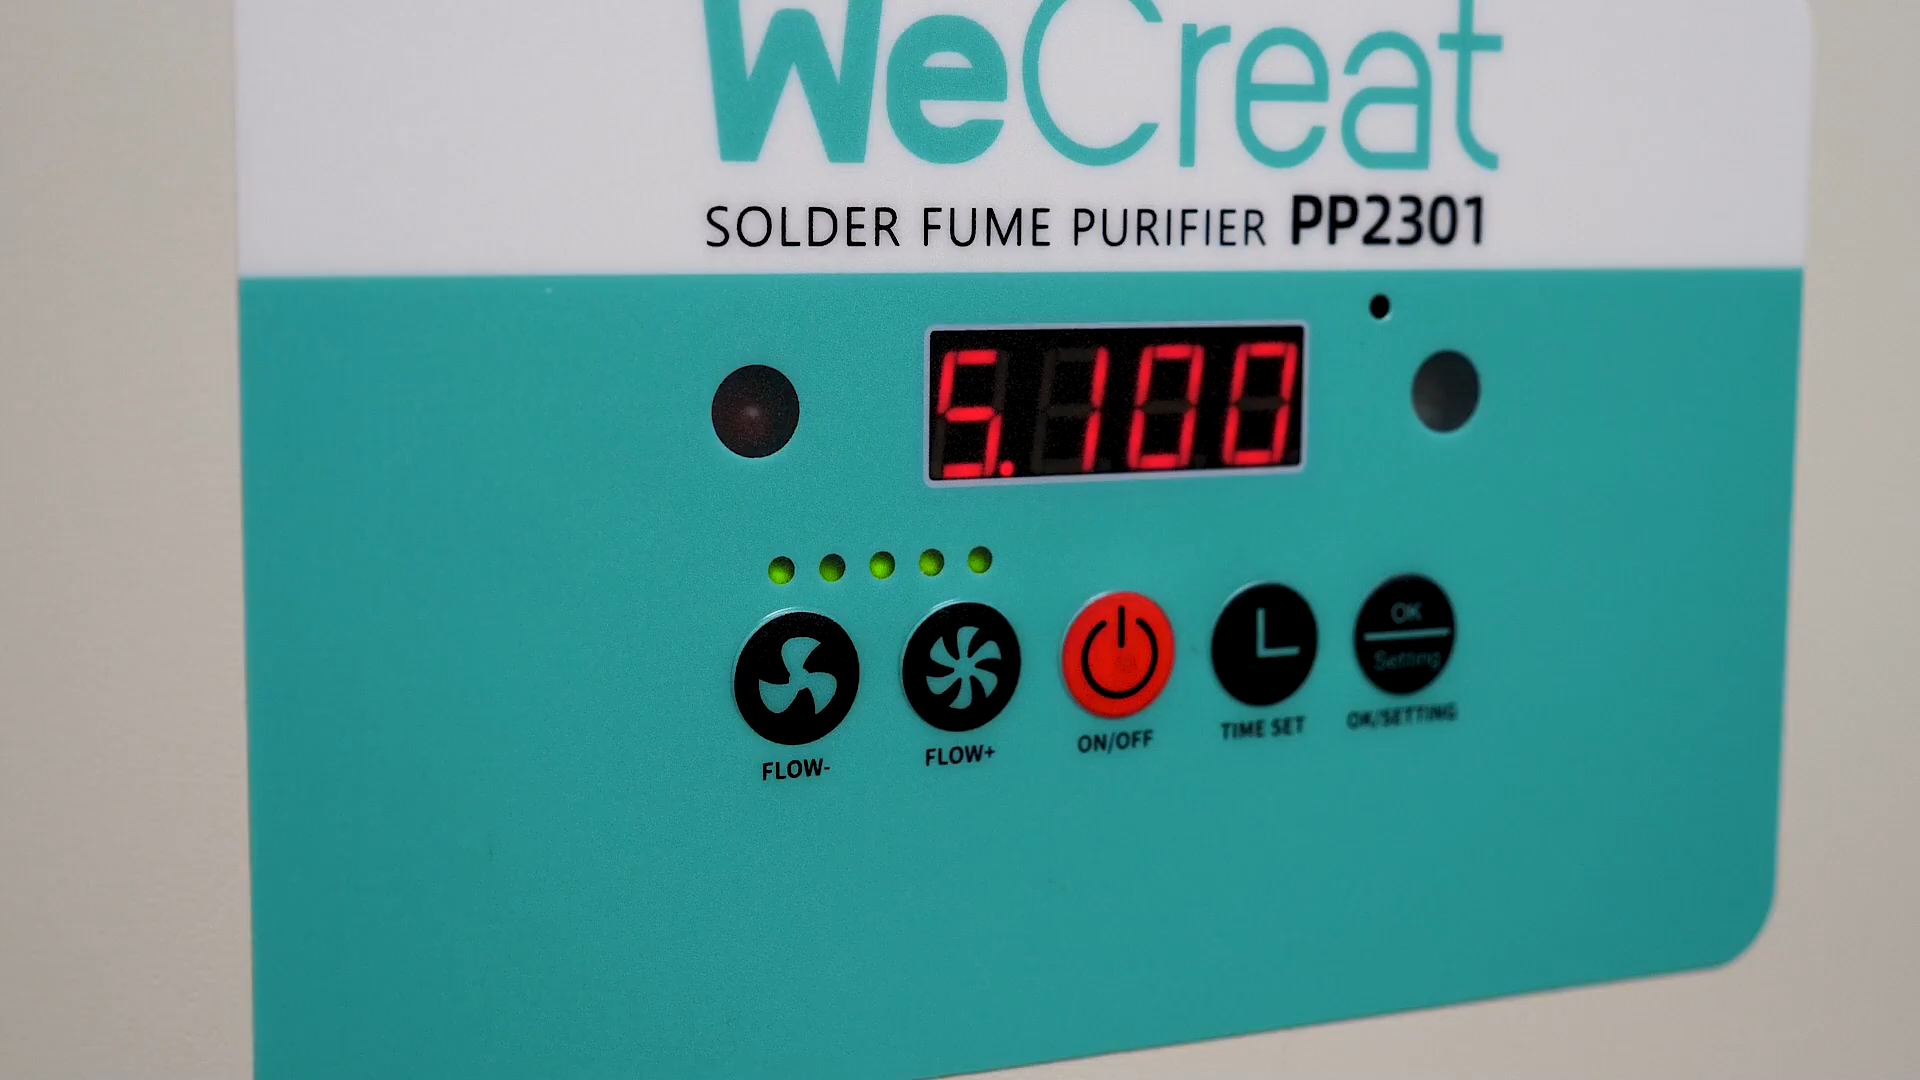 WeCreat
SOLDER FUME PURIFIER PP2301
5.100
OK
Setting
FLOW-
FLOW+
ON/OFF
TIME SET
OK/SETTING